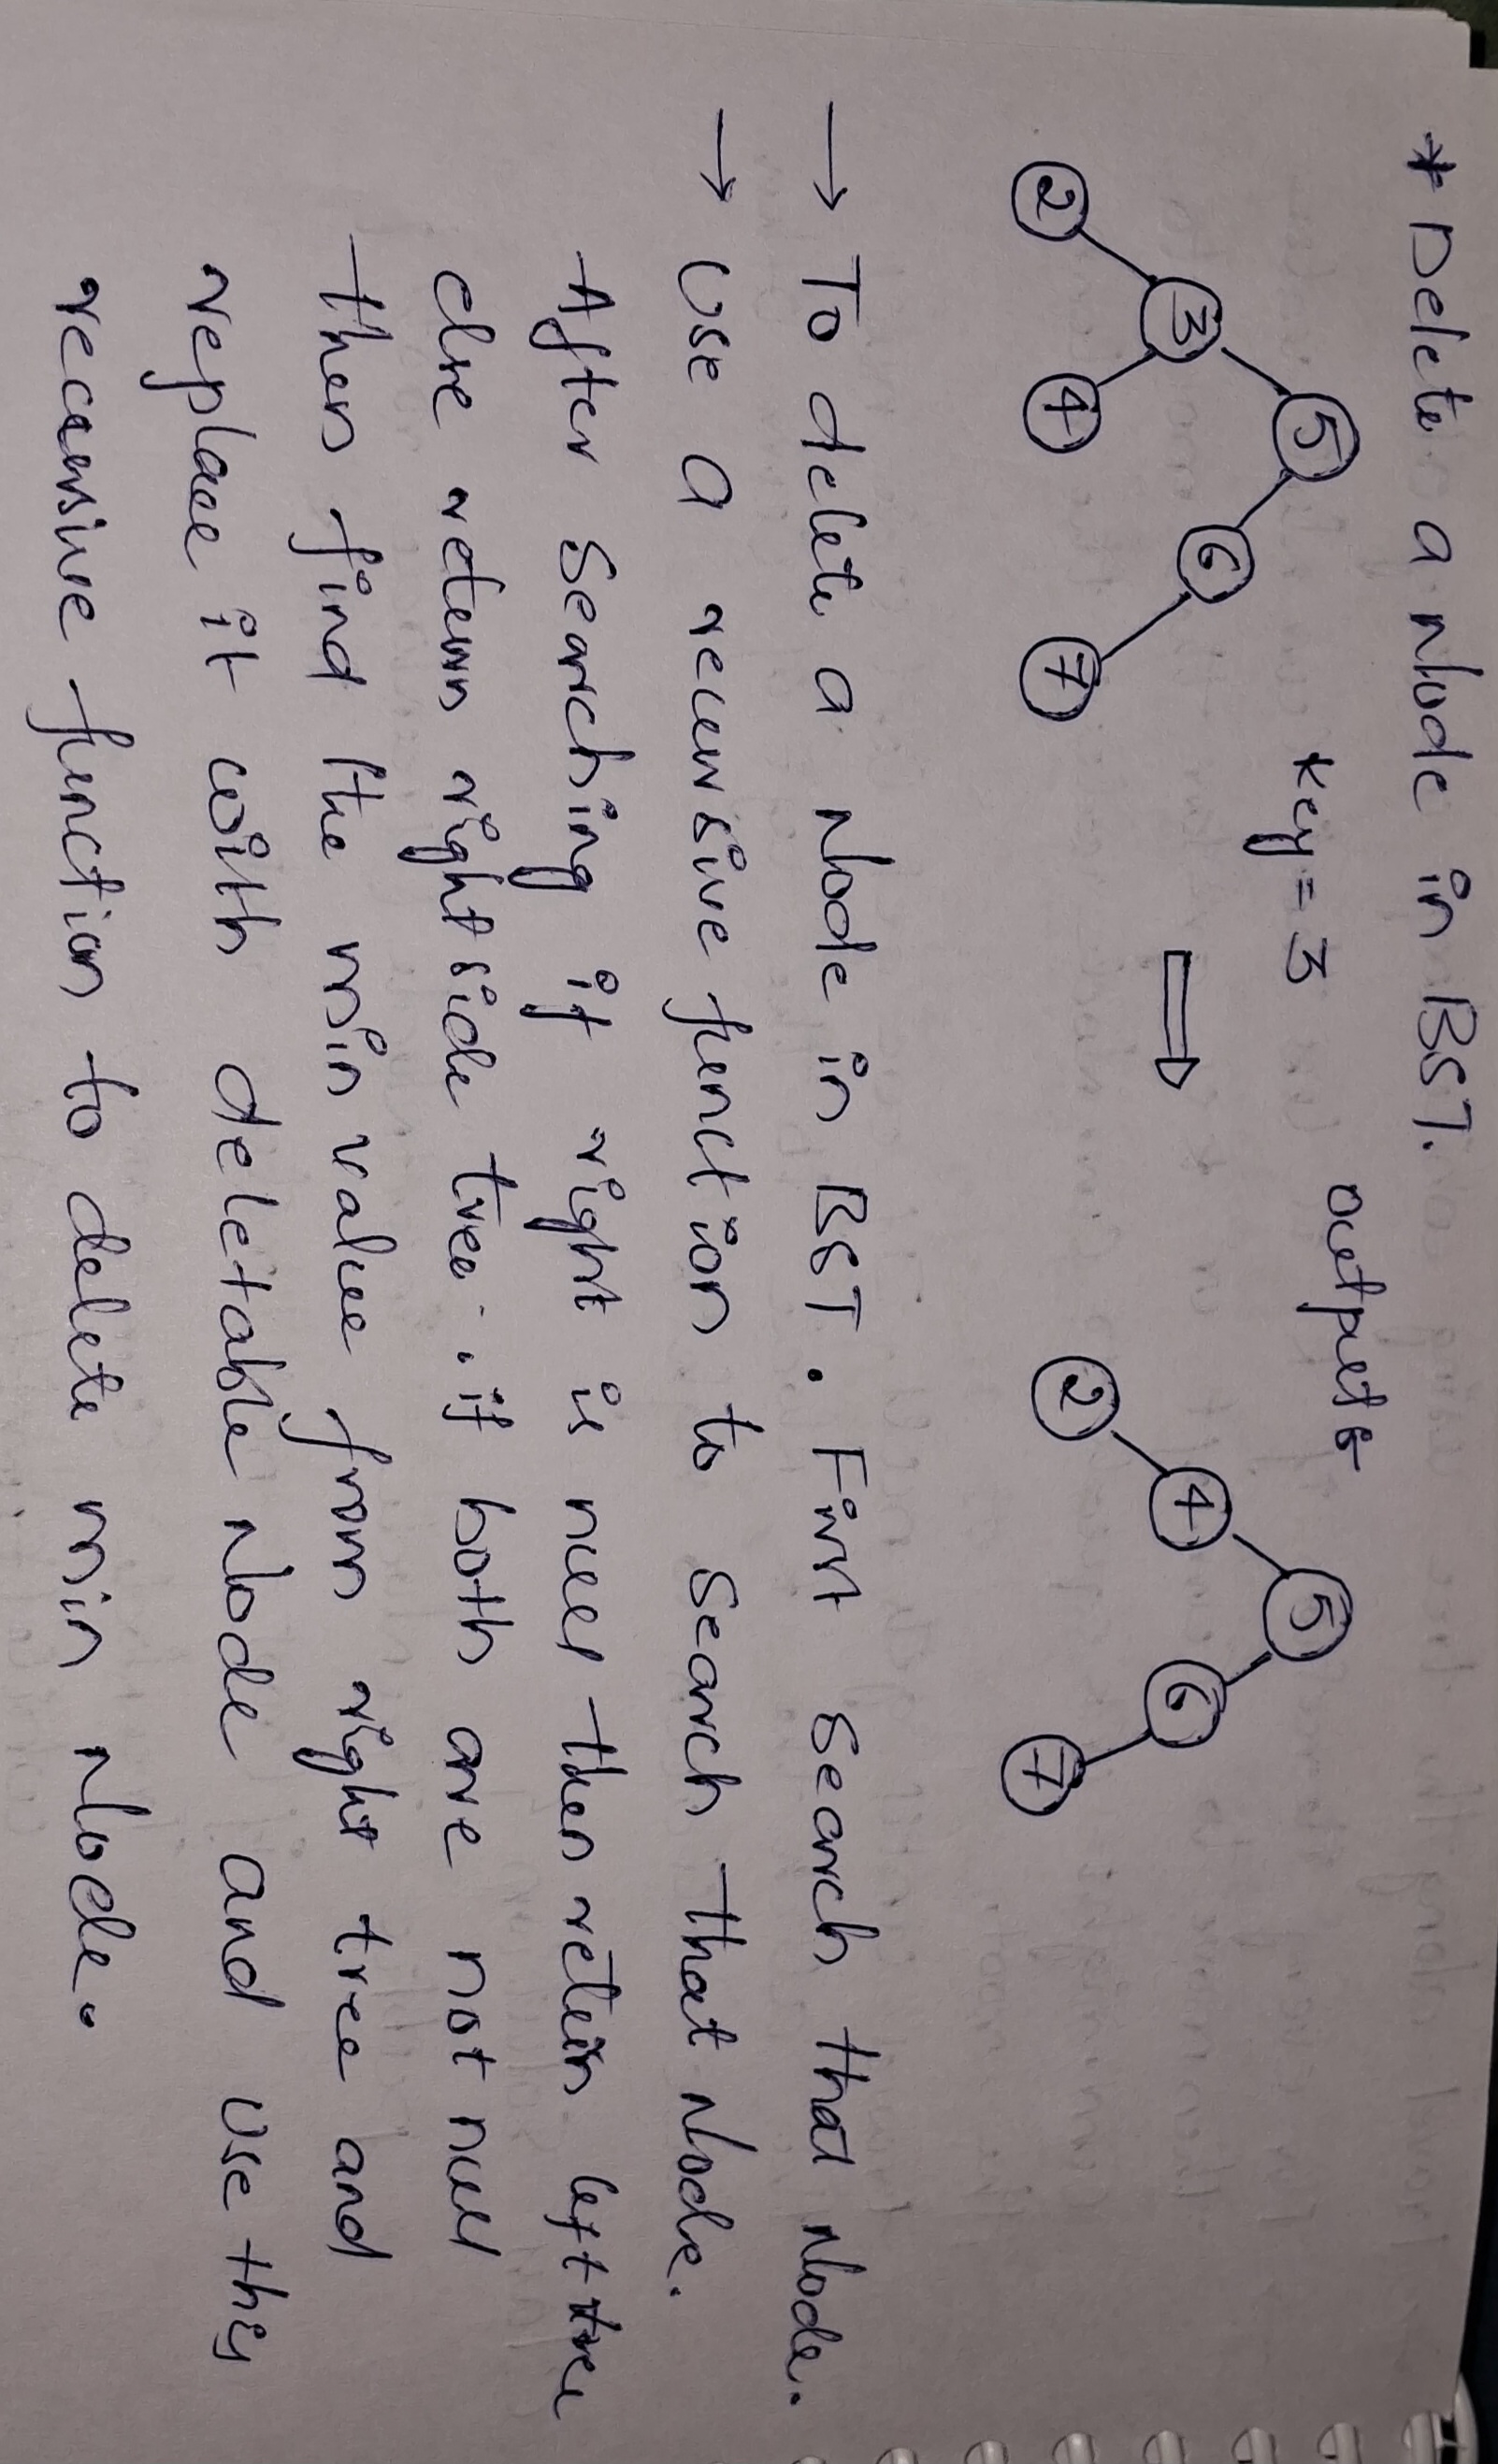 * Delete a Node in BST.
key = 3
output
5
3
6
2
4
7
5
4
6
2
7
→ To delete a Node in BST. First search that Node.
→ Use a recursive function to search that Node.
After searching if right is null then return left tree
else return right side tree. if both are not null
then find the min value from right tree and
replace it with deletable Node and use this
recursive function to delete min Node.